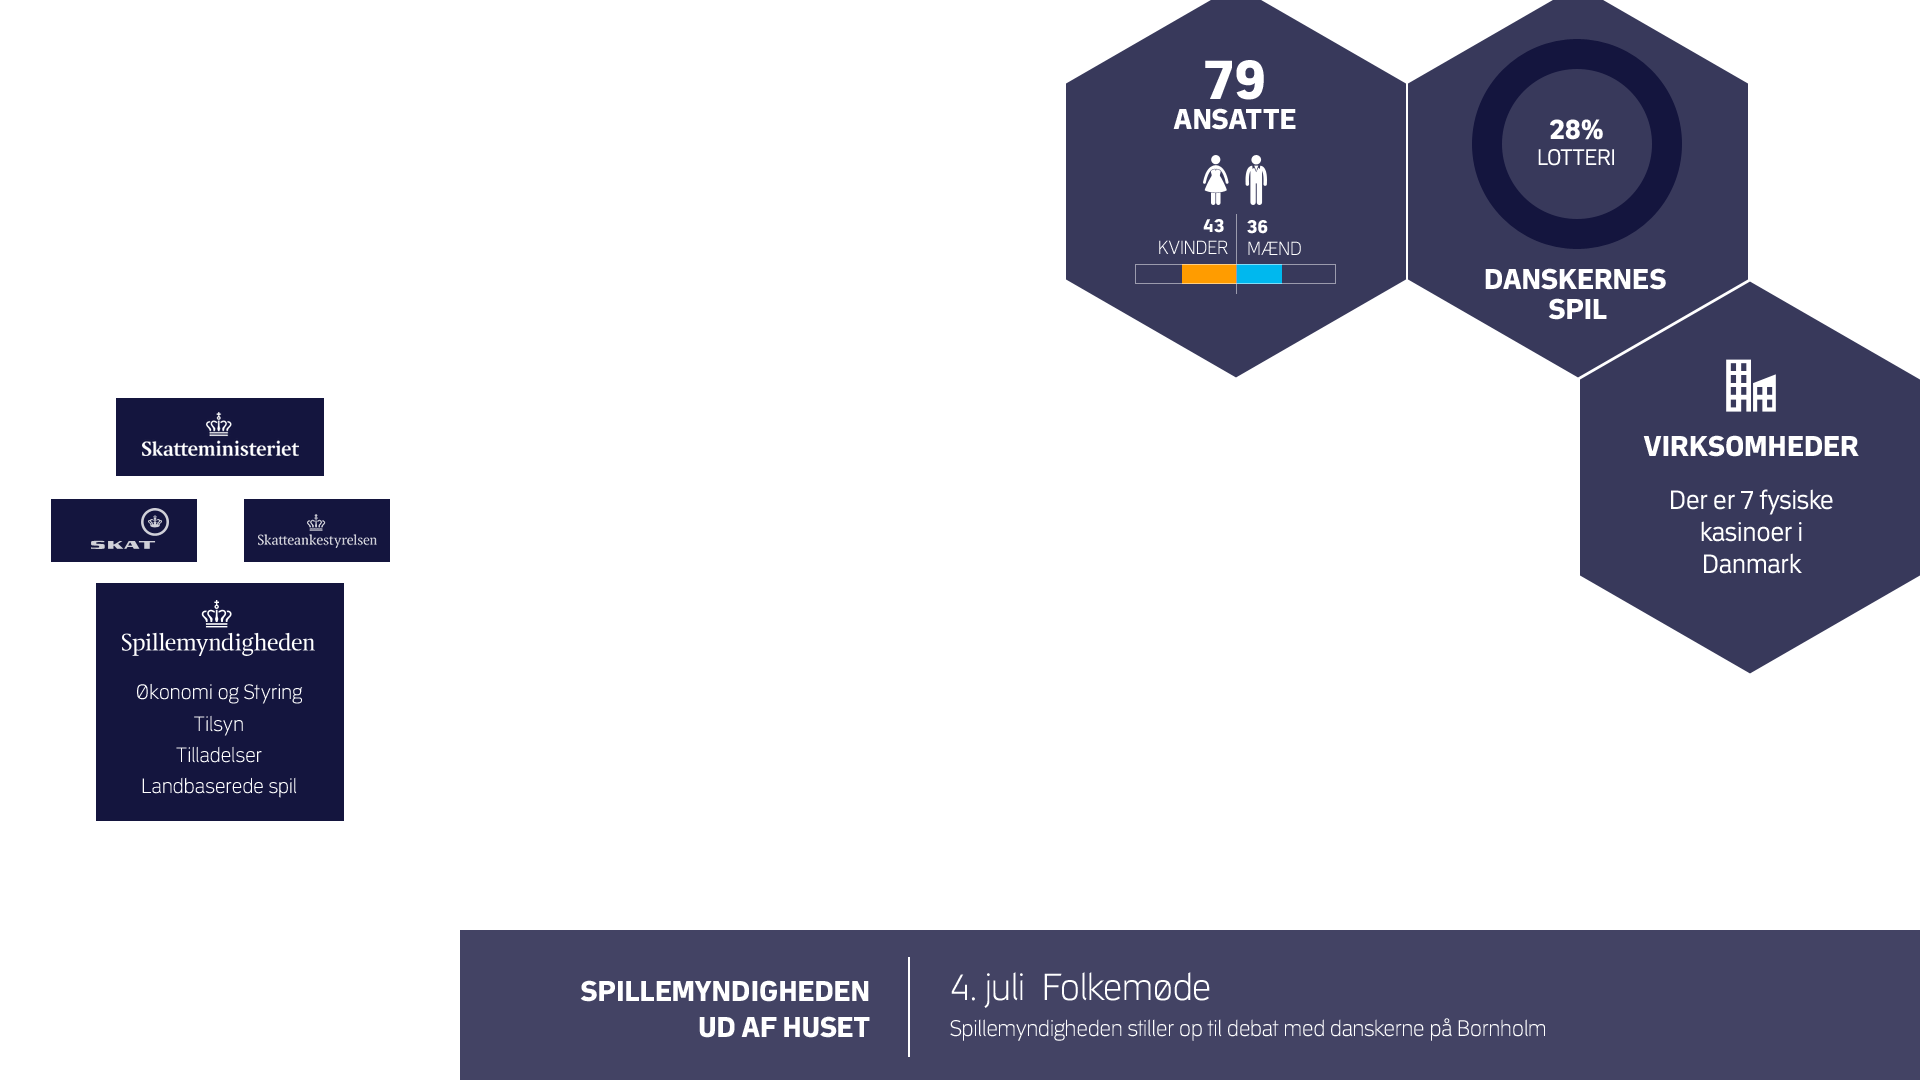 79
ANSATTE
43
KVINDER
36
MÆND
28%
LOTTERI
DANSKERNES
SPIL
VIRKSOMHEDER
Der er 7 fysiske
kasinoer i
Danmark
Skatteministeriet
SKAT
Skatteankestyrelsen
Spillemyndigheden
Økonomi og Styring
Tilsyn
Tilladelser
Landbaserede spil
SPILLEMYNDIGHEDEN
UD AF HUSET
4. juli Folkemøde
Spillemyndigheden stiller op til debat med danskerne på Bornholm